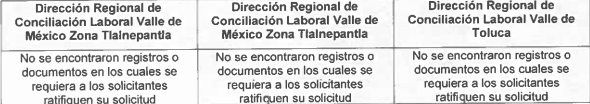 Dirección Regional de
Conciliación Laboral Valle de
México Zona Tlalnepantla
Dirección Regional de
Conciliación Laboral Valle de
México Zona Tlalnepantla
Dirección Regional de
Conciliación Laboral Valle de
Toluca
No se encontraron registros o
documentos en los cuales se
requiera a los solicitantes
ratifiquen su solicitud
No se encontraron registros o
documentos en los cuales se
requiera a los solicitantes
ratifiquen su solicitud
No se encontraron registros o
documentos en los cuales se
requiera a los solicitantes
ratifiquen su solicitud